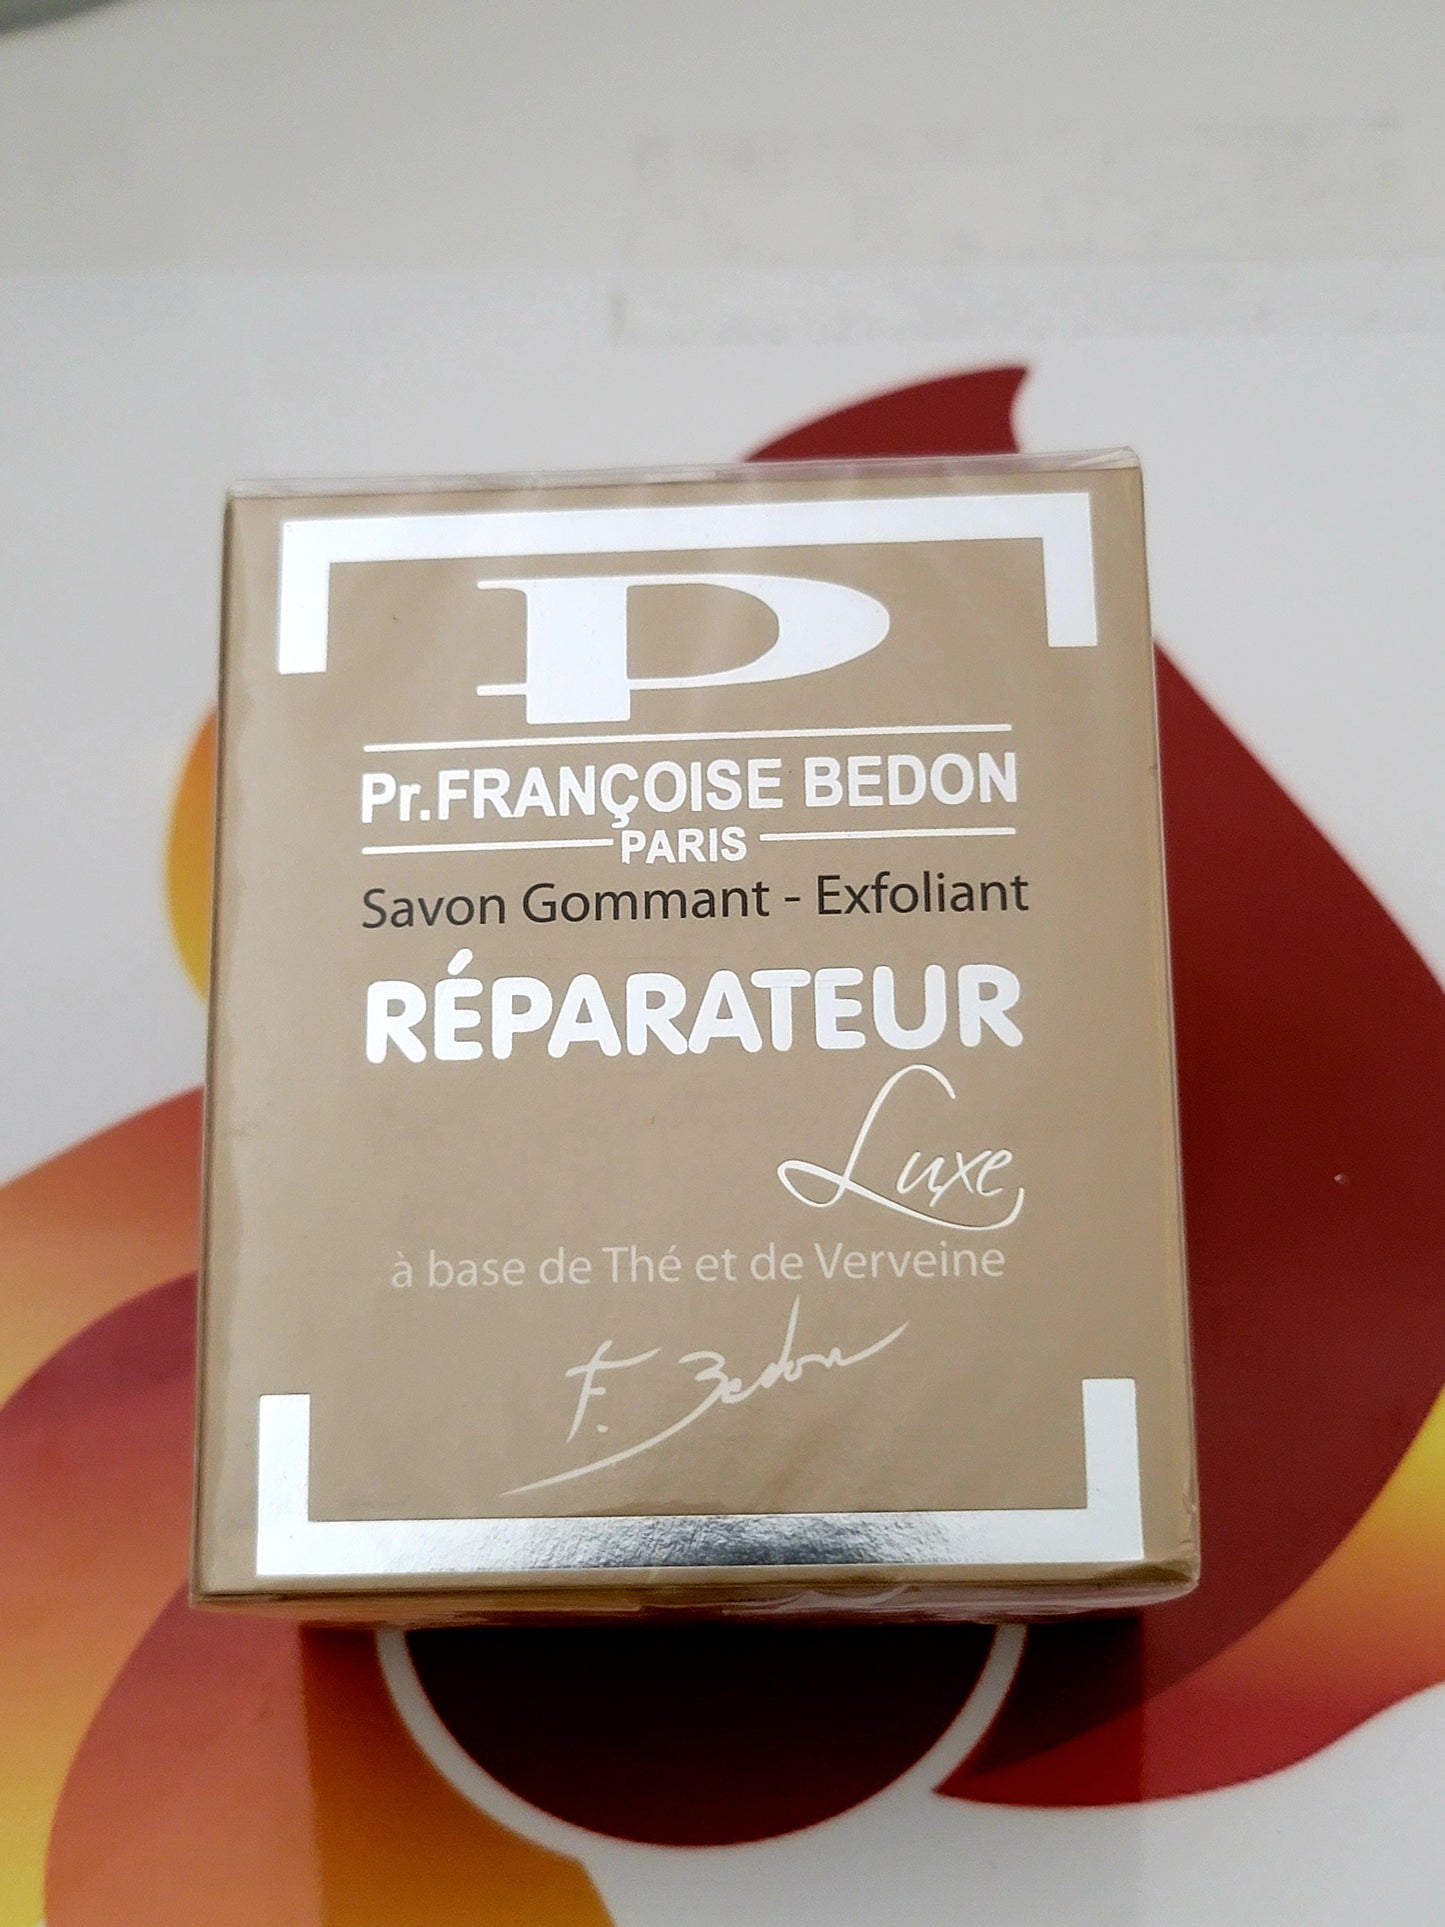 P
Pr.FRANÇOISE BEDON
PARIS
Savon Gommant - Exfoliant
RÉPARATEUR
Luxe
à base de Thé et de Verveine
F. Bedon